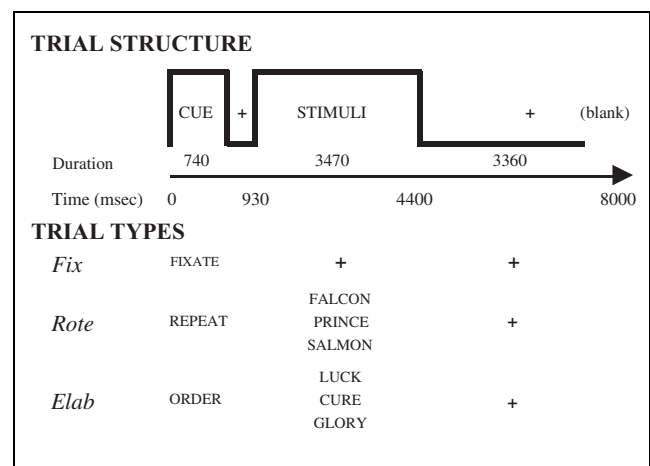 TRIAL STRUCTURE
CUE + STIMULI + (blank)
Duration 740 3470 3360
Time (msec) 0 930 4400 8000
TRIAL TYPES
Fix FIXATE + +
FALCON
Rote REPEAT PRINCE +
SALMON
LUCK
Elab ORDER CURE +
GLORY